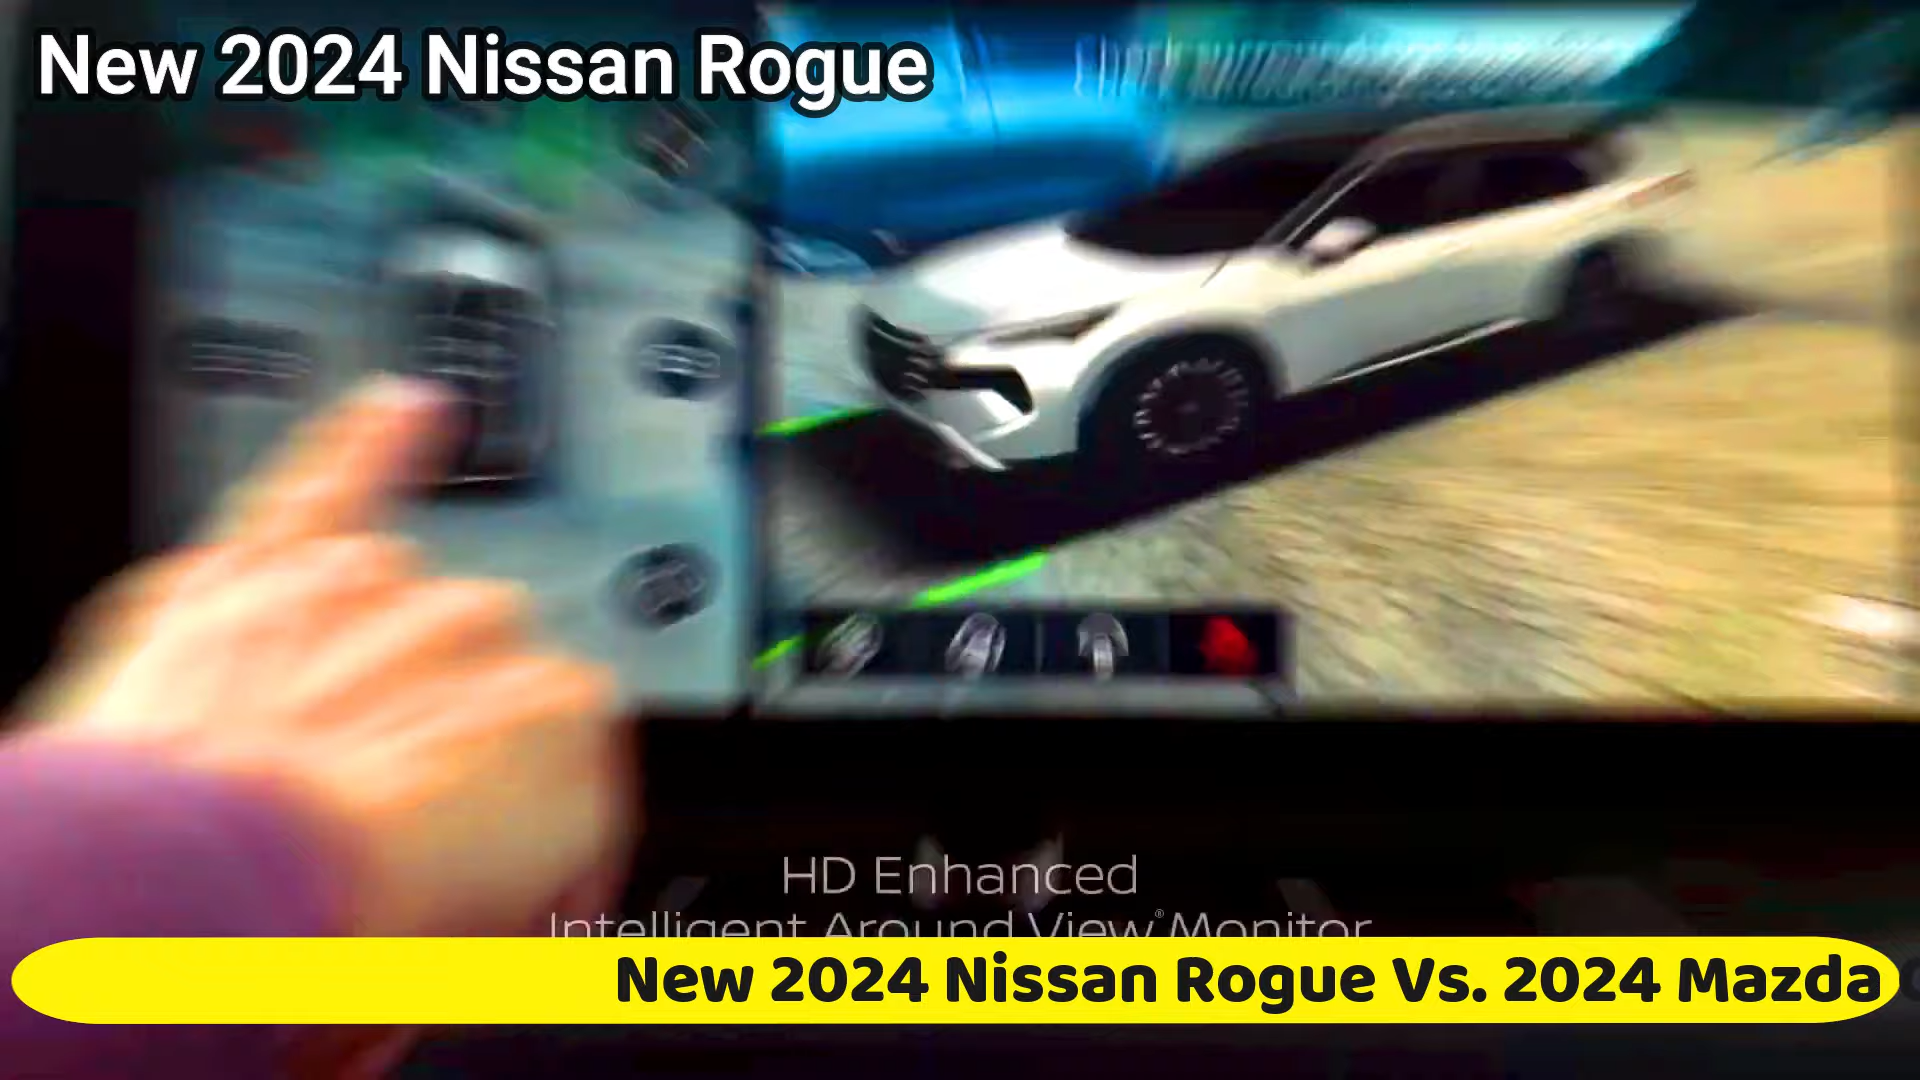 New 2024 Nissan Rogue
HD Enhanced
Intelligent Around View® Monitor
New 2024 Nissan Rogue Vs. 2024 Mazda